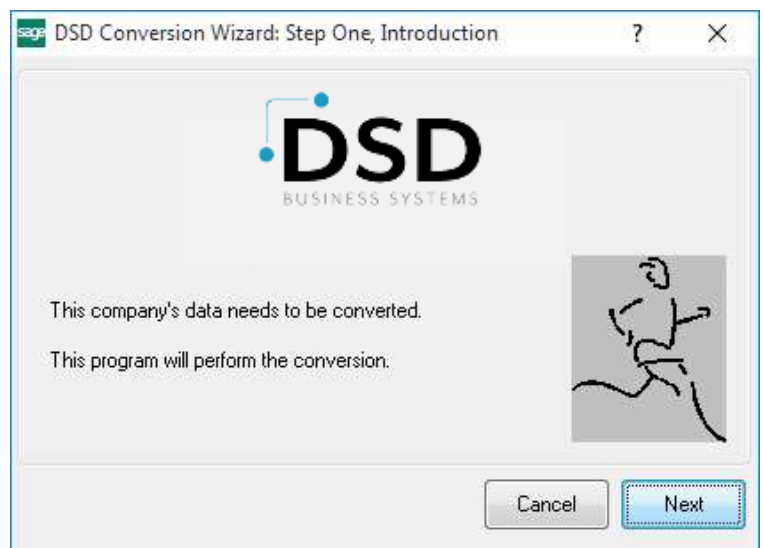 sage DSD Conversion Wizard: Step One, Introduction ? X
DSD
BUSINESS SYSTEMS
This company's data needs to be converted.
This program will perform the conversion.
Cancel Next